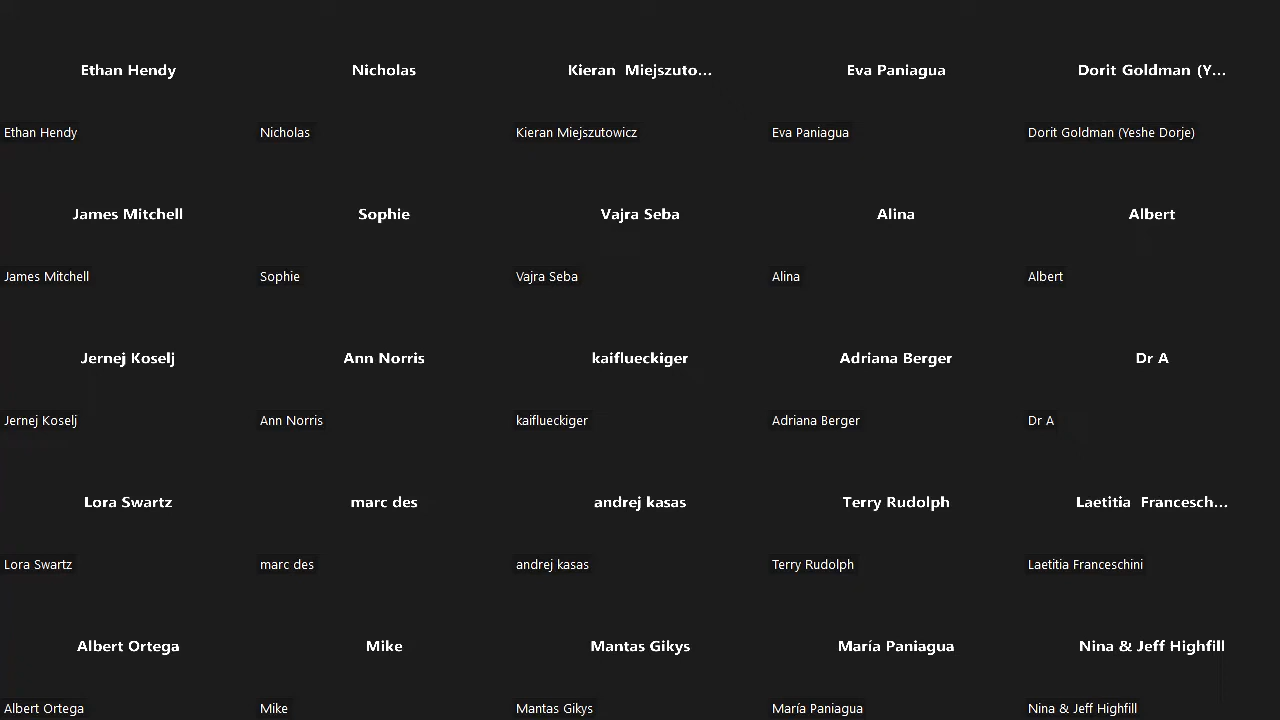 Ethan Hendy
Nicholas
Kieran Miejszuto...
Eva Paniagua
Dorit Goldman (Y...
Ethan Hendy
Nicholas
Kieran Miejszutowicz
Eva Paniagua
Dorit Goldman (Yeshe Dorje)
James Mitchell
Sophie
Vajra Seba
Alina
Albert
James Mitchell
Sophie
Vajra Seba
Alina
Albert
Jernej Koselj
Ann Norris
kaiflueckiger
Adriana Berger
Dr A
Jernej Koselj
Ann Norris
kaiflueckiger
Adriana Berger
Dr A
Lora Swartz
marc des
andrej kasas
Terry Rudolph
Laetitia Francesch...
Lora Swartz
marc des
andrej kasas
Terry Rudolph
Laetitia Franceschini
Albert Ortega
Mike
Mantas Gikys
María Paniagua
Nina & Jeff Highfill
Albert Ortega
Mike
Mantas Gikys
María Paniagua
Nina & Jeff Highfill